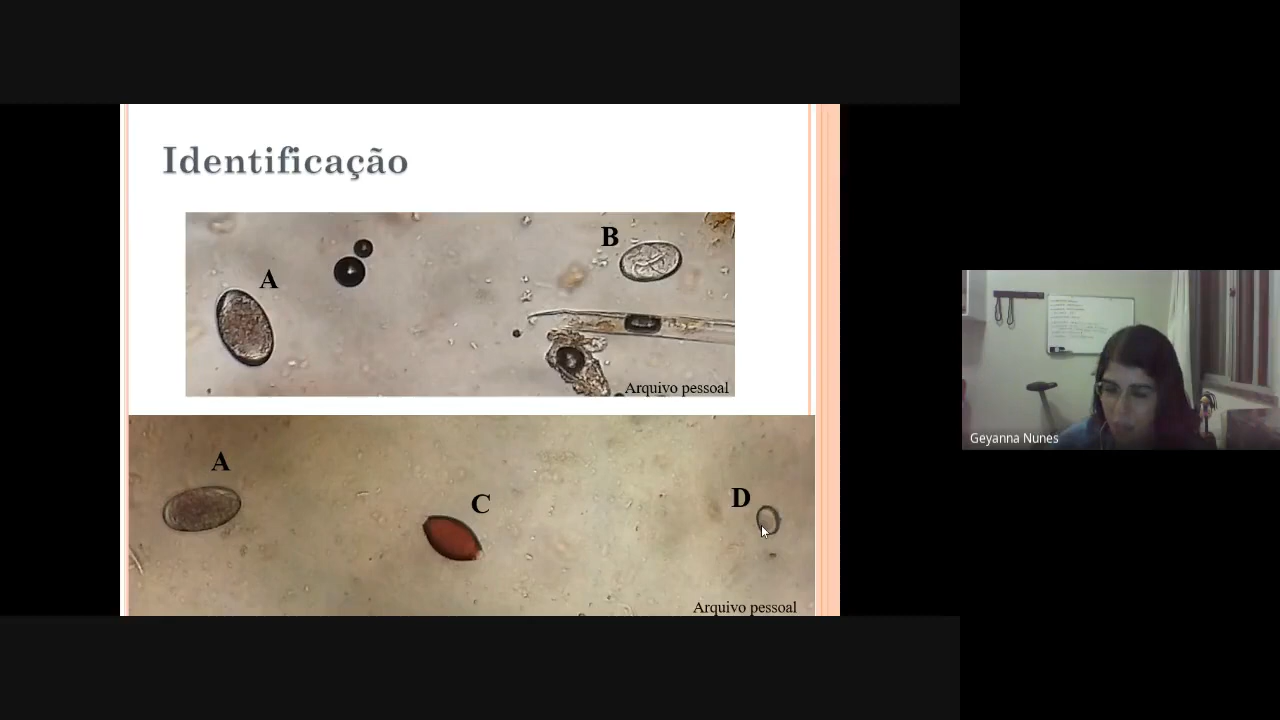 Identificação
A
B
Arquivo pessoal
A
C
D
Arquivo pessoal
Geyanna Nunes